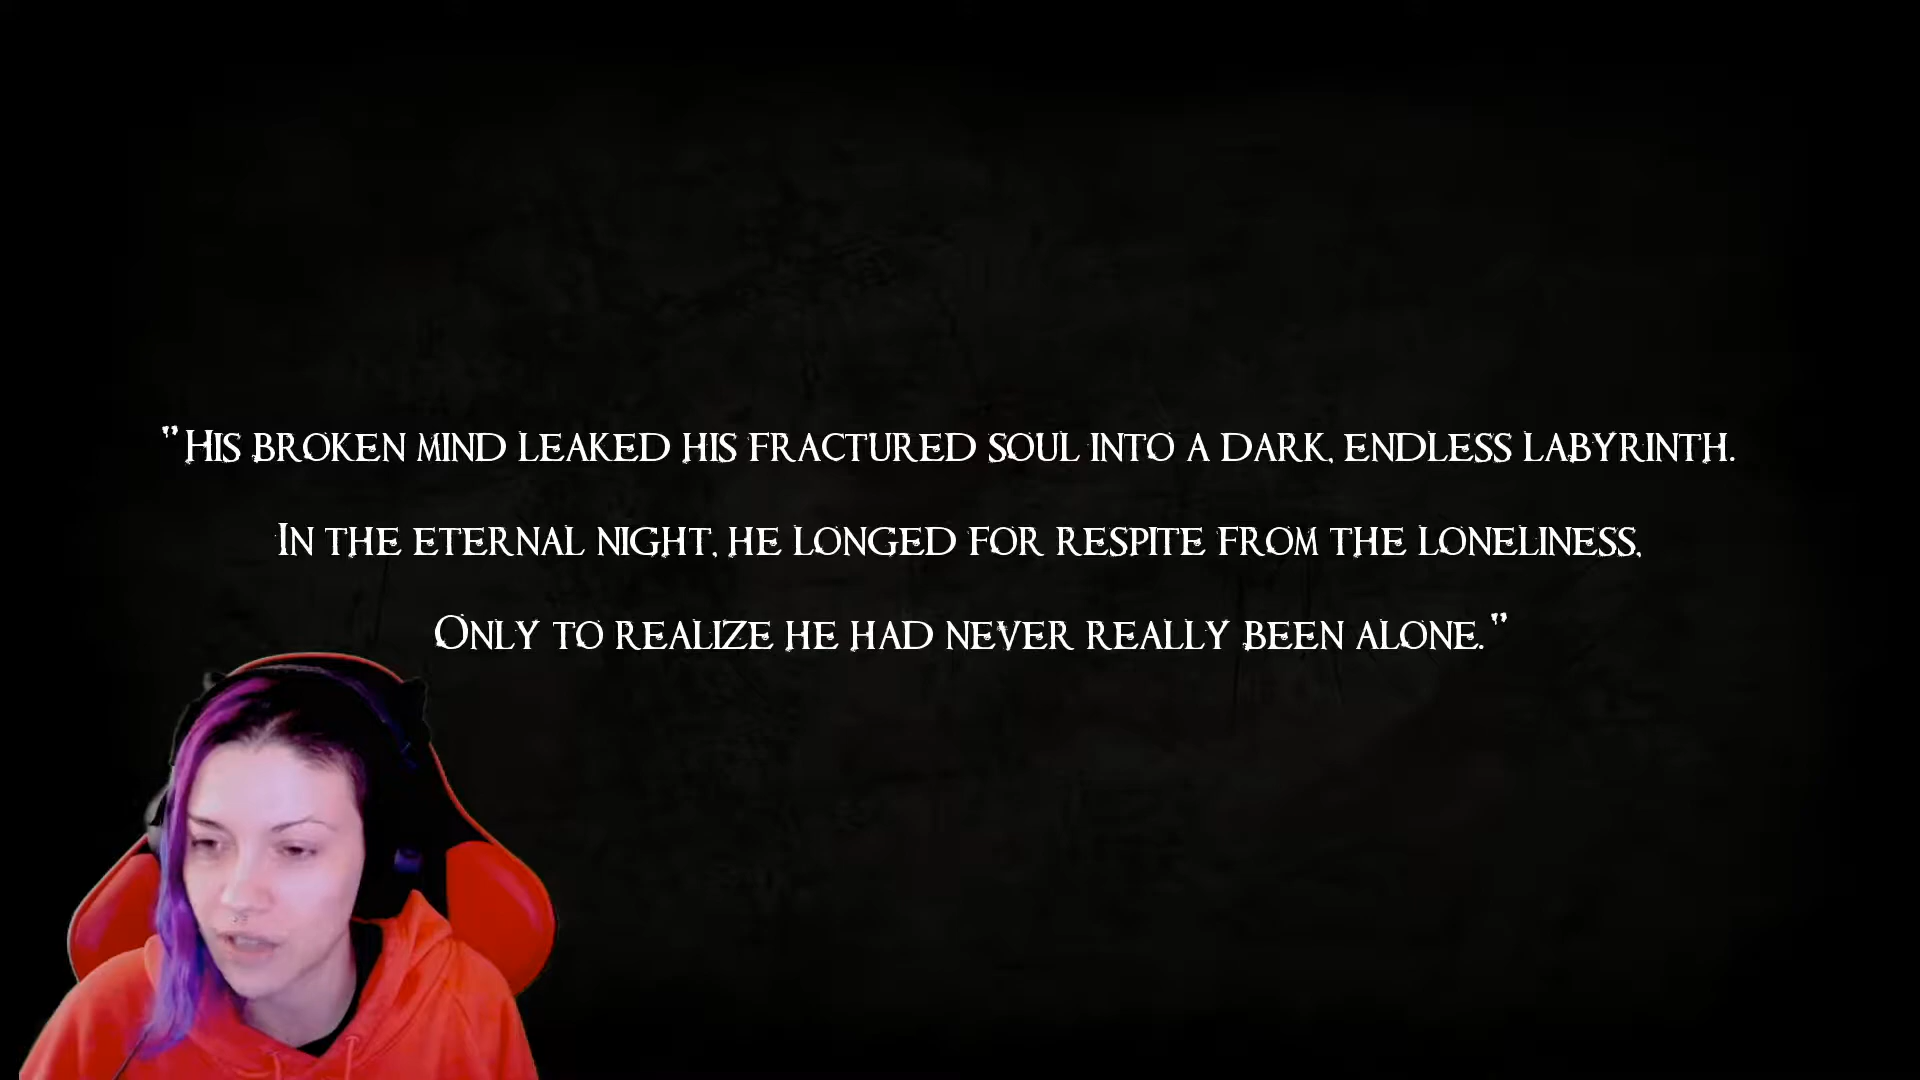 "His broken mind leaked his fractured soul into a dark, endless labyrinth.
In the eternal night, he longed for respite from the loneliness,
Only to realize he had never really been alone."